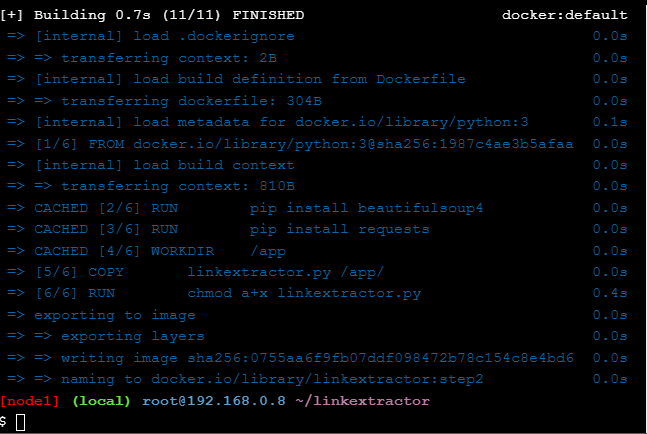 [+] Building 0.7s (11/11) FINISHED docker:default
=> [internal] load .dockerignore 0.0s
=> => transferring context: 2B 0.0s
=> [internal] load build definition from Dockerfile 0.0s
=> => transferring dockerfile: 304B 0.0s
=> [internal] load metadata for docker.io/library/python:3 0.1s
=> [1/6] FROM docker.io/library/python:3@sha256:1987c4ae3b5afaa 0.0s
=> [internal] load build context 0.0s
=> => transferring context: 810B 0.0s
=> CACHED [2/6] RUN pip install beautifulsoup4 0.0s
=> CACHED [3/6] RUN pip install requests 0.0s
=> CACHED [4/6] WORKDIR /app 0.0s
=> [5/6] COPY linkextractor.py /app/ 0.0s
=> [6/6] RUN chmod a+x linkextractor.py 0.4s
=> exporting to image 0.0s
=> => exporting layers 0.0s
=> => writing image sha256:0755aa6f9fb07ddf098472b78c154c8e4bd6 0.0s
=> => naming to docker.io/library/linkextractor:step2 0.0s
[node1] (local) root@192.168.0.8 ~/linkextractor
$